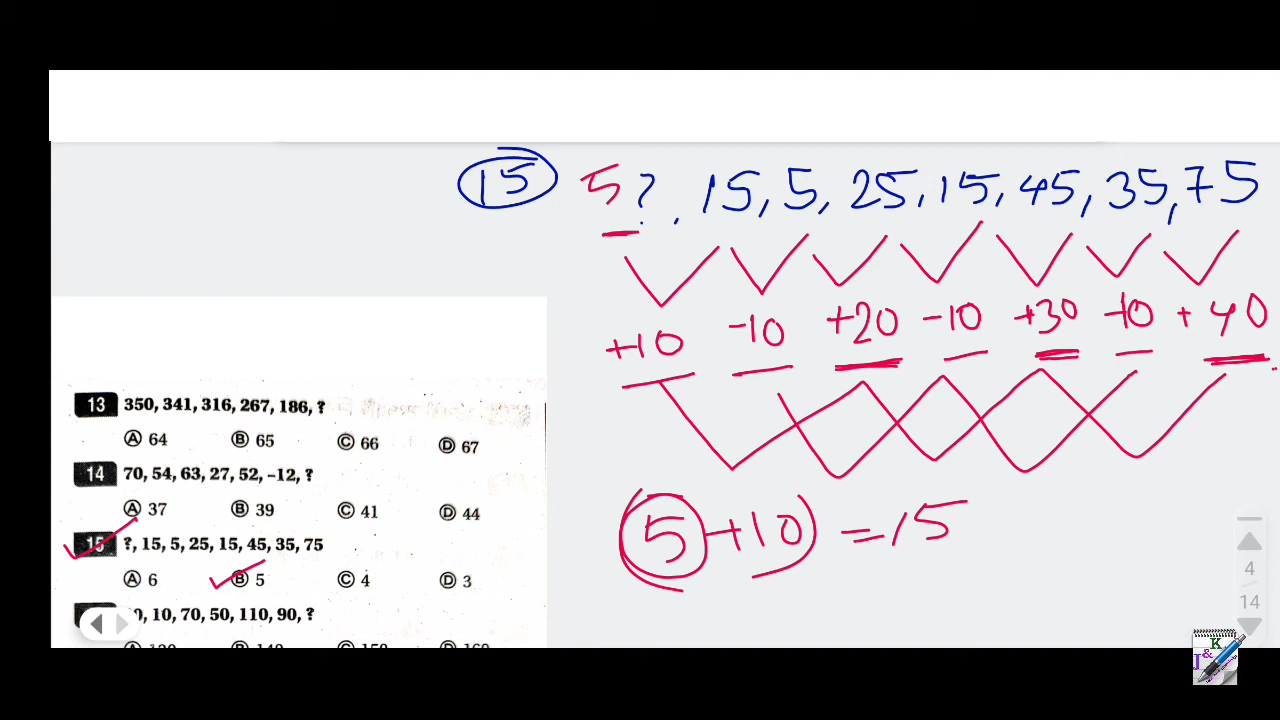 15 5 ? , 15, 5, 25, 15, 45, 35, 75
+10 -10 +20 -10 +30 -10 +40
(5+10) = 15
13 350, 341, 316, 267, 186, ?
A 64 B 65 C 66 D 67
14 70, 54, 63, 27, 52, -12, ?
A 37 B 39 C 41 D 44
15 ?, 15, 5, 25, 15, 45, 35, 75
A 6 B 5 C 4 D 3
10, 70, 50, 110, 90, ?
4
14
I & K